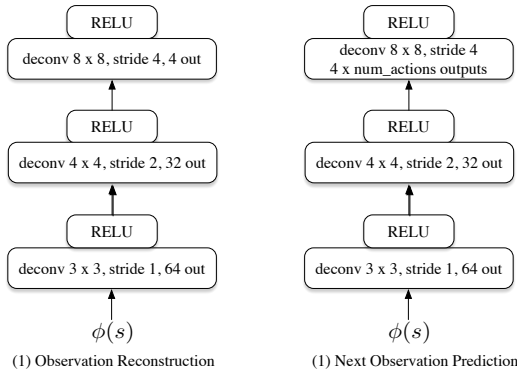 RELU
deconv 8 x 8, stride 4, 4 out
RELU
deconv 4 x 4, stride 2, 32 out
RELU
deconv 3 x 3, stride 1, 64 out
ϕ(s)
(1) Observation Reconstruction
RELU
deconv 8 x 8, stride 4
4 x num_actions outputs
RELU
deconv 4 x 4, stride 2, 32 out
RELU
deconv 3 x 3, stride 1, 64 out
ϕ(s)
(1) Next Observation Prediction